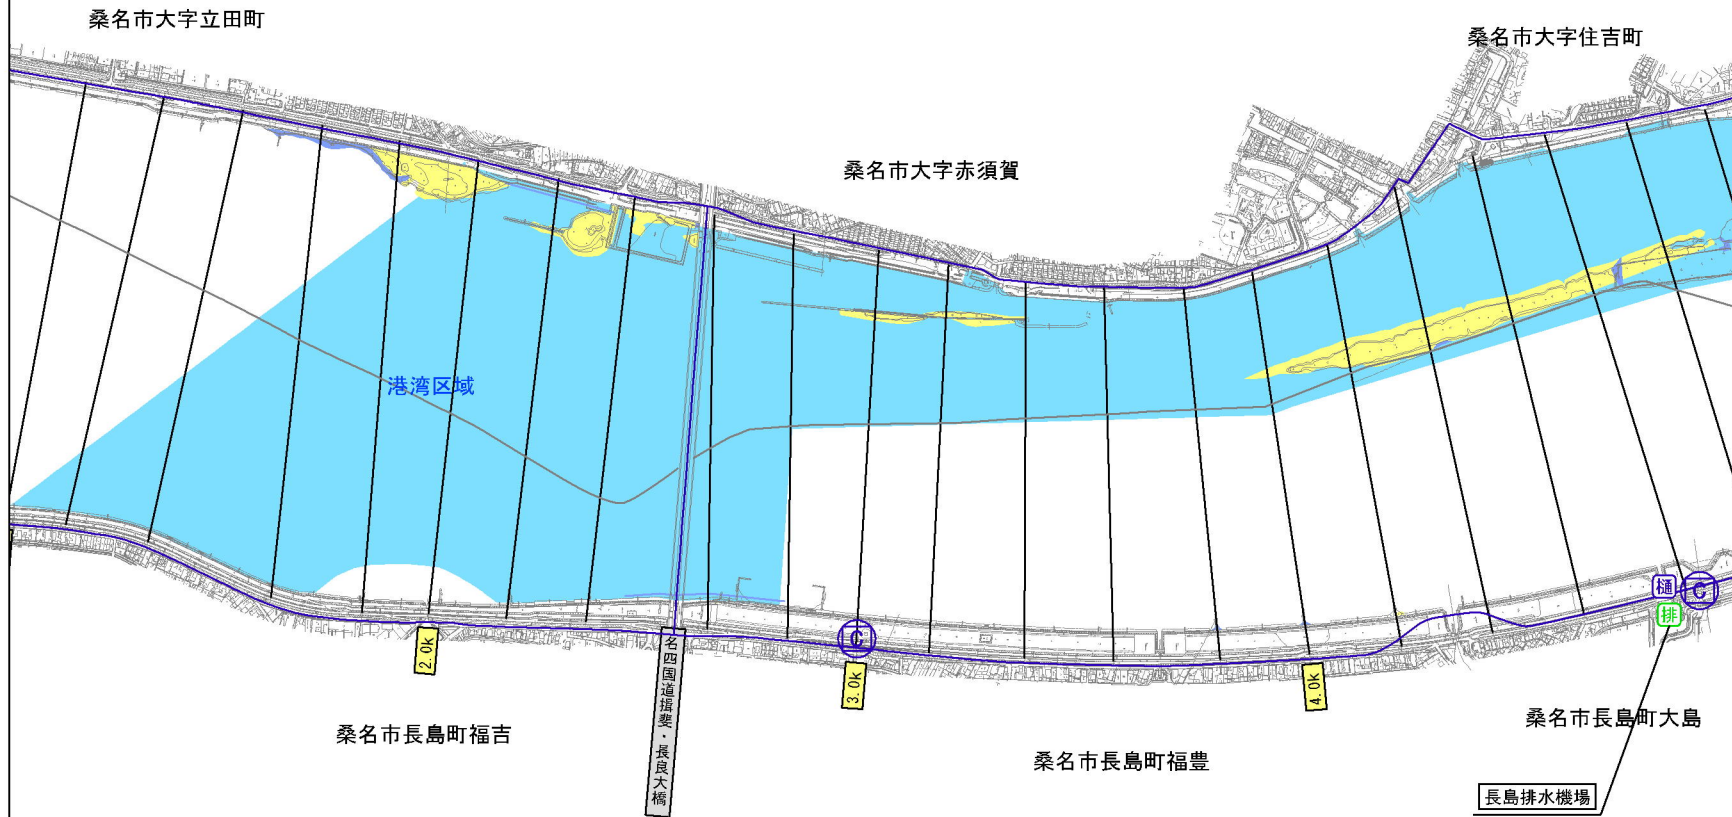 桑名市大字立田町
桑名市大字住吉町
桑名市大字赤須賀
港湾区域
樋
C
排
C
2.0k
名四国道揖斐・長良大橋
3.0k
4.0k
桑名市長島町大島
桑名市長島町福吉
桑名市長島町福豊
長島排水機場